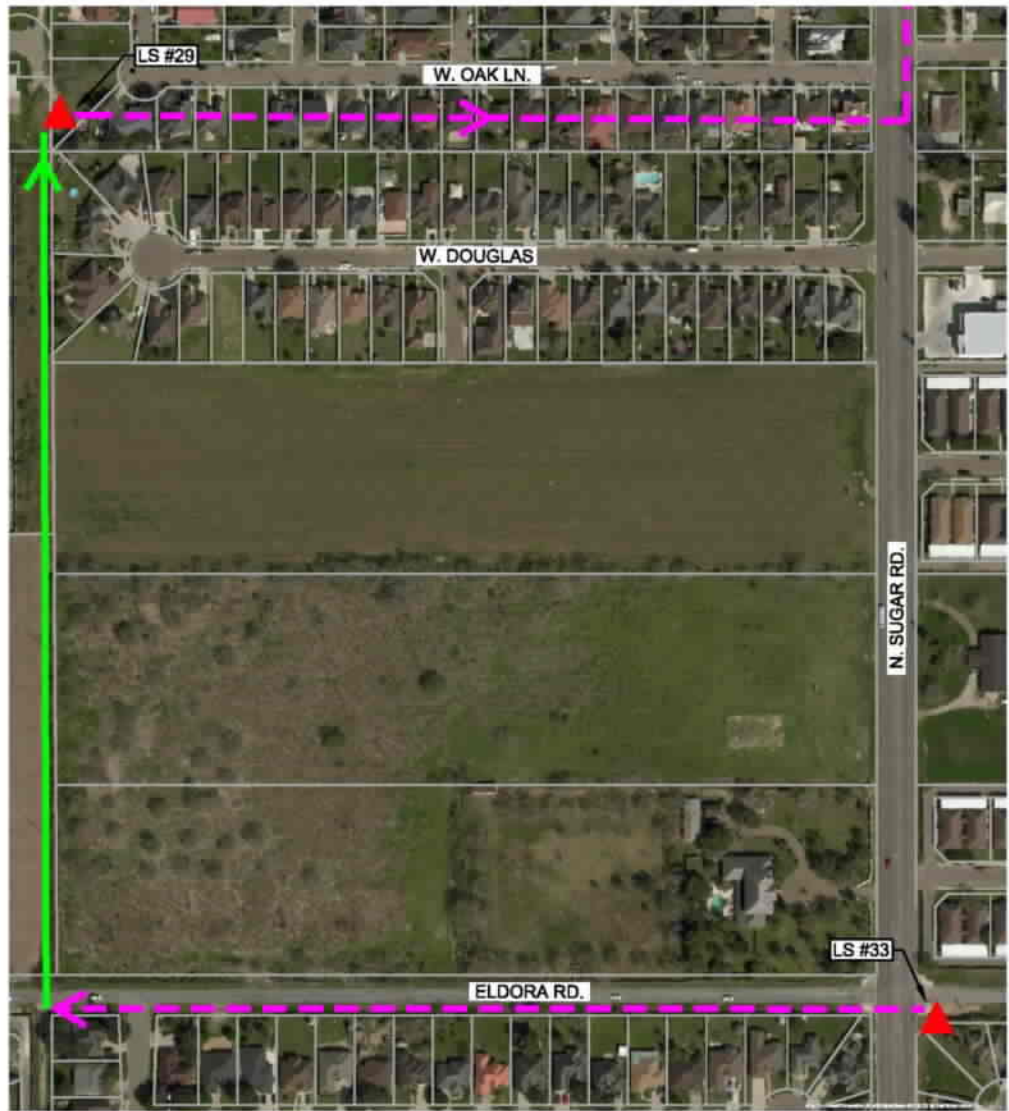 LS #29
W. OAK LN.
W. DOUGLAS
N. SUGAR RD.
LS #33
ELDORA RD.